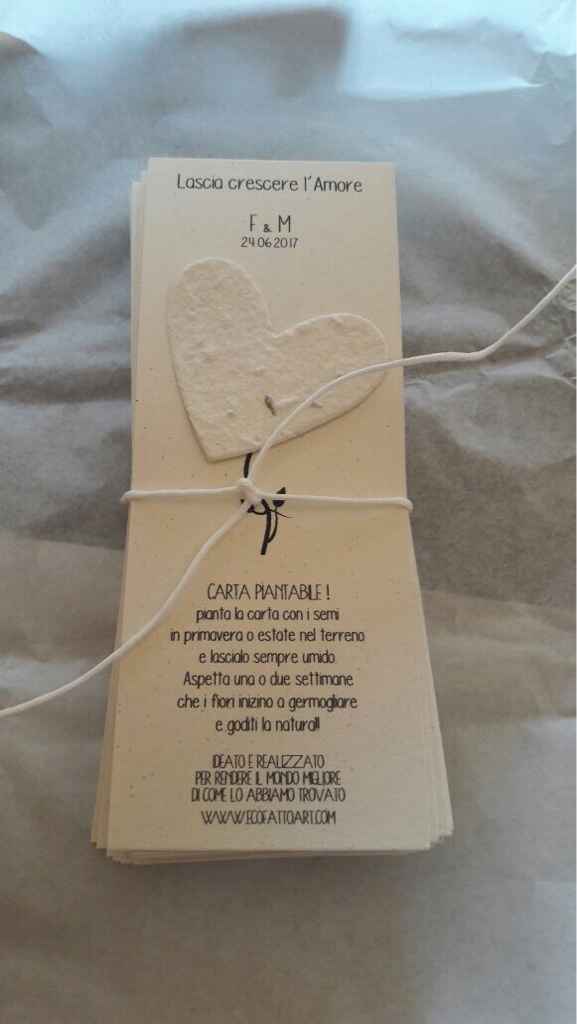 Lascia crescere l'Amore
F & M
24.06.2017
CARTA PIANTABILE !
pianta la carta con i semi
in primavera o estate nel terreno
e lascialo sempre umido.
Aspetta una o due settimane
che i fiori inizino a germogliare
e goditi la natura!!
IDEATO E REALIZZATO
PER RENDERE IL MONDO MIGLIORE
DI COME LO ABBIAMO TROVATO
WWW.ECOFATTOART.COM